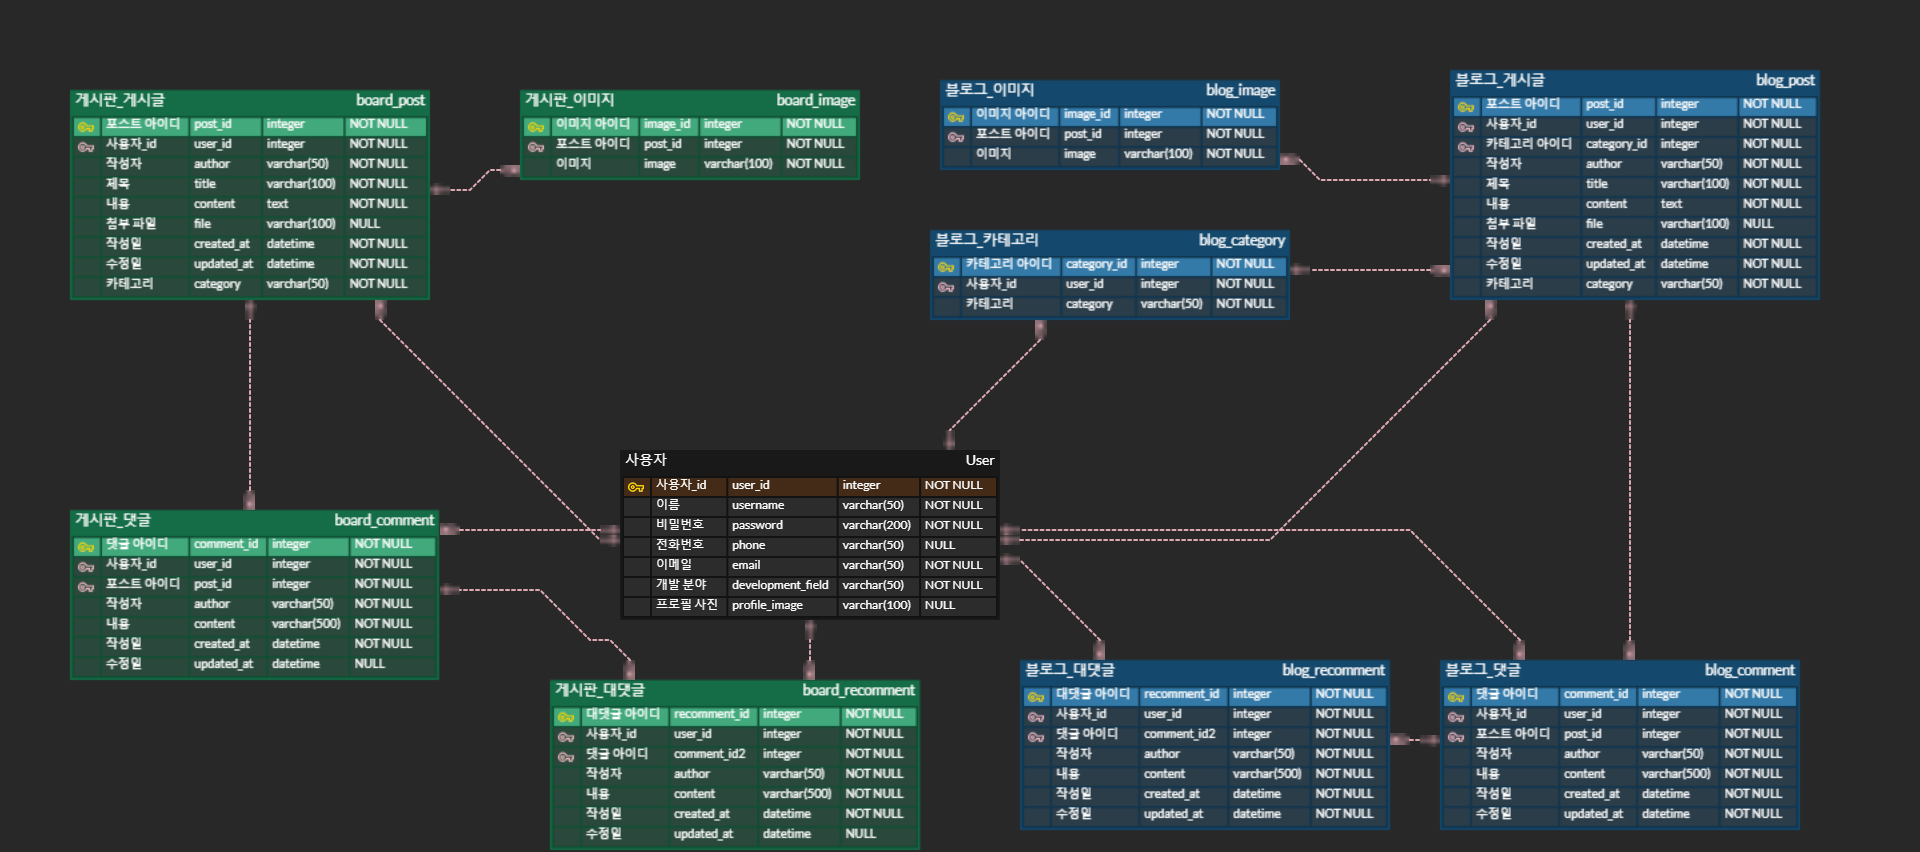 게시판_게시글 board_post
포스트 아이디 post_id integer NOT NULL
사용자_id user_id integer NOT NULL
작성자 author varchar(50) NOT NULL
제목 title varchar(100) NOT NULL
내용 content text NOT NULL
첨부 파일 file varchar(100) NULL
작성일 created_at datetime NOT NULL
수정일 updated_at datetime NOT NULL
카테고리 category varchar(50) NOT NULL
게시판_이미지 board_image
이미지 아이디 image_id integer NOT NULL
포스트 아이디 post_id integer NOT NULL
이미지 image varchar(100) NOT NULL
블로그_이미지 blog_image
이미지 아이디 image_id integer NOT NULL
포스트 아이디 post_id integer NOT NULL
이미지 image varchar(100) NOT NULL
블로그_게시글 blog_post
포스트 아이디 post_id integer NOT NULL
사용자_id user_id integer NOT NULL
카테고리 아이디 category_id integer NOT NULL
작성자 author varchar(50) NOT NULL
제목 title varchar(100) NOT NULL
내용 content text NOT NULL
첨부 파일 file varchar(100) NULL
작성일 created_at datetime NOT NULL
수정일 updated_at datetime NOT NULL
카테고리 category varchar(50) NOT NULL
블로그_카테고리 blog_category
카테고리 아이디 category_id integer NOT NULL
사용자_id user_id integer NOT NULL
카테고리 category varchar(50) NOT NULL
사용자 User
사용자_id user_id integer NOT NULL
이름 username varchar(50) NOT NULL
비밀번호 password varchar(200) NOT NULL
전화번호 phone varchar(50) NULL
이메일 email varchar(50) NOT NULL
개발 분야 development_field varchar(50) NOT NULL
프로필 사진 profile_image varchar(100) NULL
게시판_댓글 board_comment
댓글 아이디 comment_id integer NOT NULL
사용자_id user_id integer NOT NULL
포스트 아이디 post_id integer NOT NULL
작성자 author varchar(50) NOT NULL
내용 content varchar(500) NOT NULL
작성일 created_at datetime NOT NULL
수정일 updated_at datetime NULL
게시판_대댓글 board_recomment
대댓글 아이디 recomment_id integer NOT NULL
사용자_id user_id integer NOT NULL
댓글 아이디 comment_id2 integer NOT NULL
작성자 author varchar(50) NOT NULL
내용 content varchar(500) NOT NULL
작성일 created_at datetime NOT NULL
수정일 updated_at datetime NULL
블로그_대댓글 blog_recomment
대댓글 아이디 recomment_id integer NOT NULL
사용자_id user_id integer NOT NULL
댓글 아이디 comment_id2 integer NOT NULL
작성자 author varchar(50) NOT NULL
내용 content varchar(500) NOT NULL
작성일 created_at datetime NOT NULL
수정일 updated_at datetime NOT NULL
블로그_댓글 blog_comment
댓글 아이디 comment_id integer NOT NULL
사용자_id user_id integer NOT NULL
포스트 아이디 post_id integer NOT NULL
작성자 author varchar(50) NOT NULL
내용 content varchar(500) NOT NULL
작성일 created_at datetime NOT NULL
수정일 updated_at datetime NOT NULL